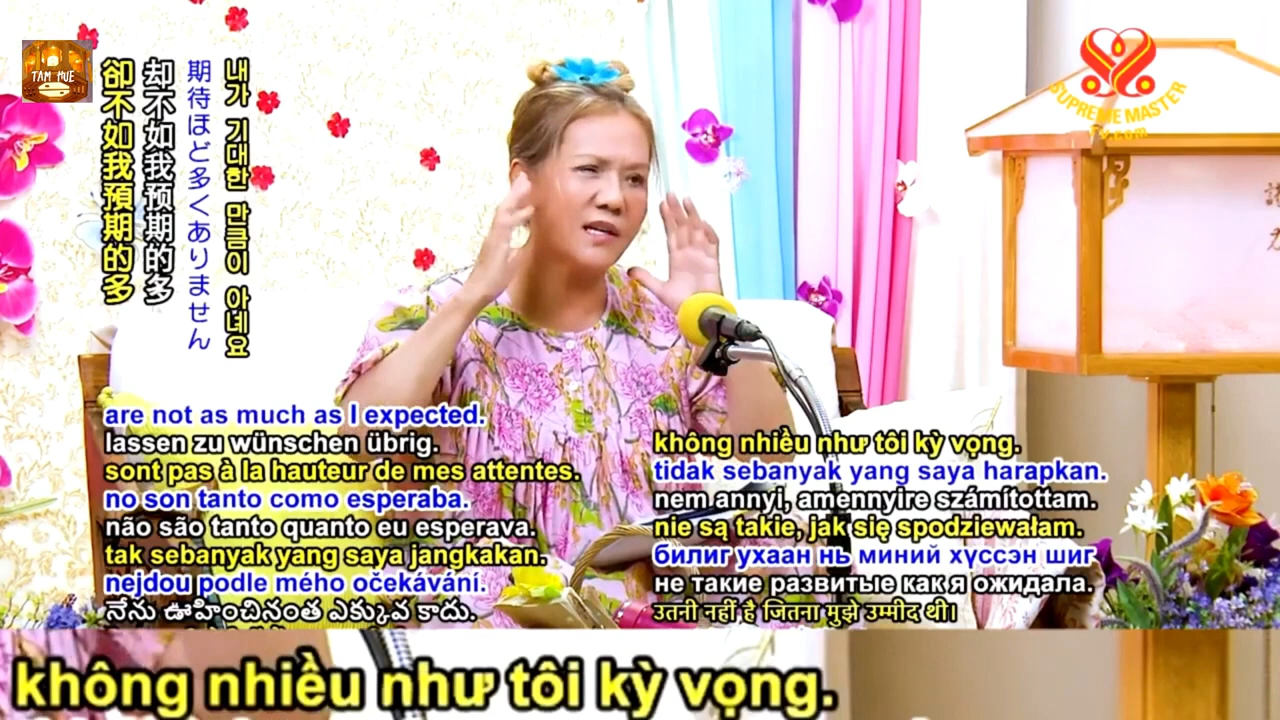 TAM HUE
卻不如我預期的多
却不如我预期的多
期待ほど多くありません
내가 기대한 만큼이 아네요
SUPREME MASTER
TV.com
are not as much as I expected.
lassen zu wünschen übrig.
sont pas à la hauteur de mes attentes.
no son tanto como esperaba.
não são tanto quanto eu esperava.
tak sebanyak yang saya jangkakan.
nejdou podle mého očekávání.
నేను ఊహించినంత ఎక్కువ కాదు.
không nhiều như tôi kỳ vọng.
tidak sebanyak yang saya harapkan.
nem annyi, amennyire számítottam.
nie są takie, jak się spodziewałam.
билиг ухаан нь миний хүссэн шиг
не такие развитые как я ожидала.
उतनी नहीं है जितना मुझे उम्मीद थी।
không nhiều như tôi kỳ vọng.